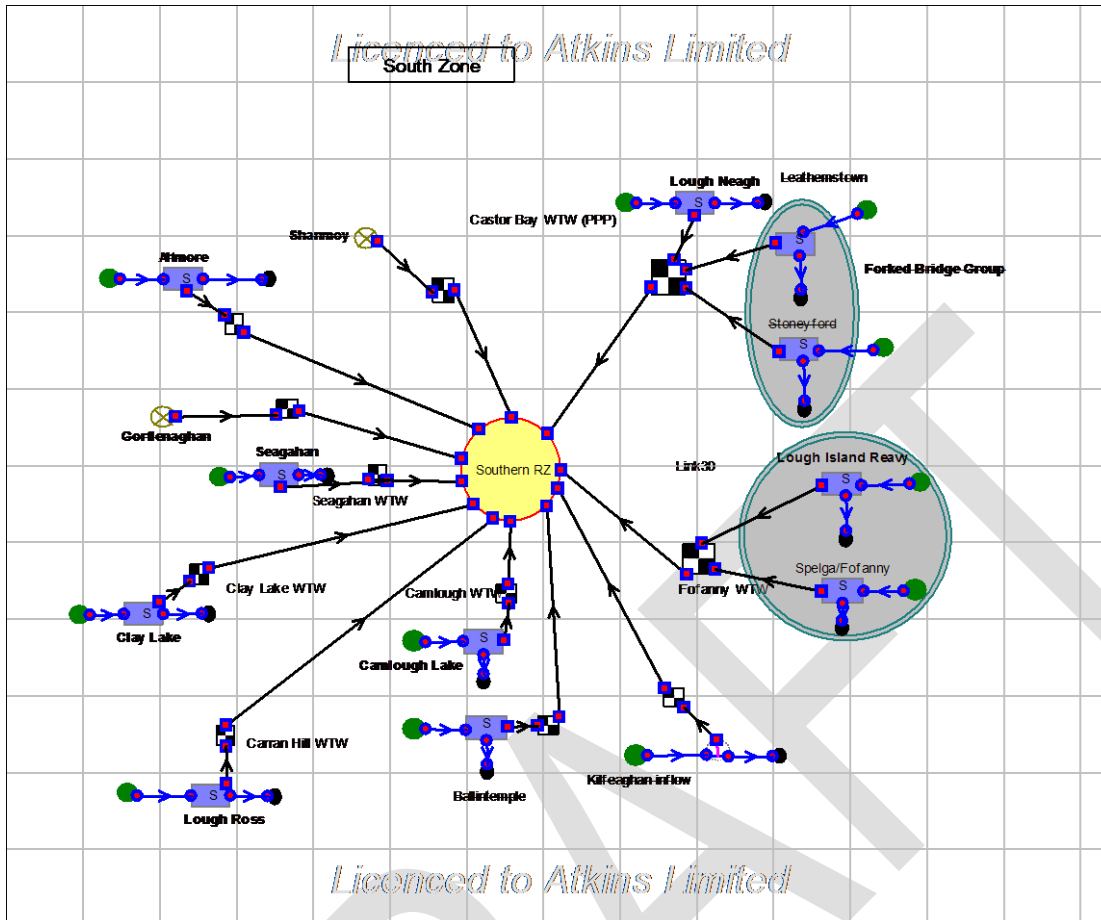 Licenced to Atkins Limited
South Zone
Lough Neagh
Leathemstown
Castor Bay WTW (PPP)
Shanmoy
Altmore
S
S
S
Forked Bridge Group
Stoneyford
S
Gortlenaghan
Seagahan
S
Seagahan WTW
Southern RZ
Link30
Lough Island Reavy
S
Spelga/Fofanny
S
Fofanny WTW
Clay Lake WTW
S
Clay Lake
Camlough WTW
S
Camlough Lake
Carran Hill WTW
S
Ballintemple
Kilfeaghan inflow
S
Lough Ross
Licenced to Atkins Limited